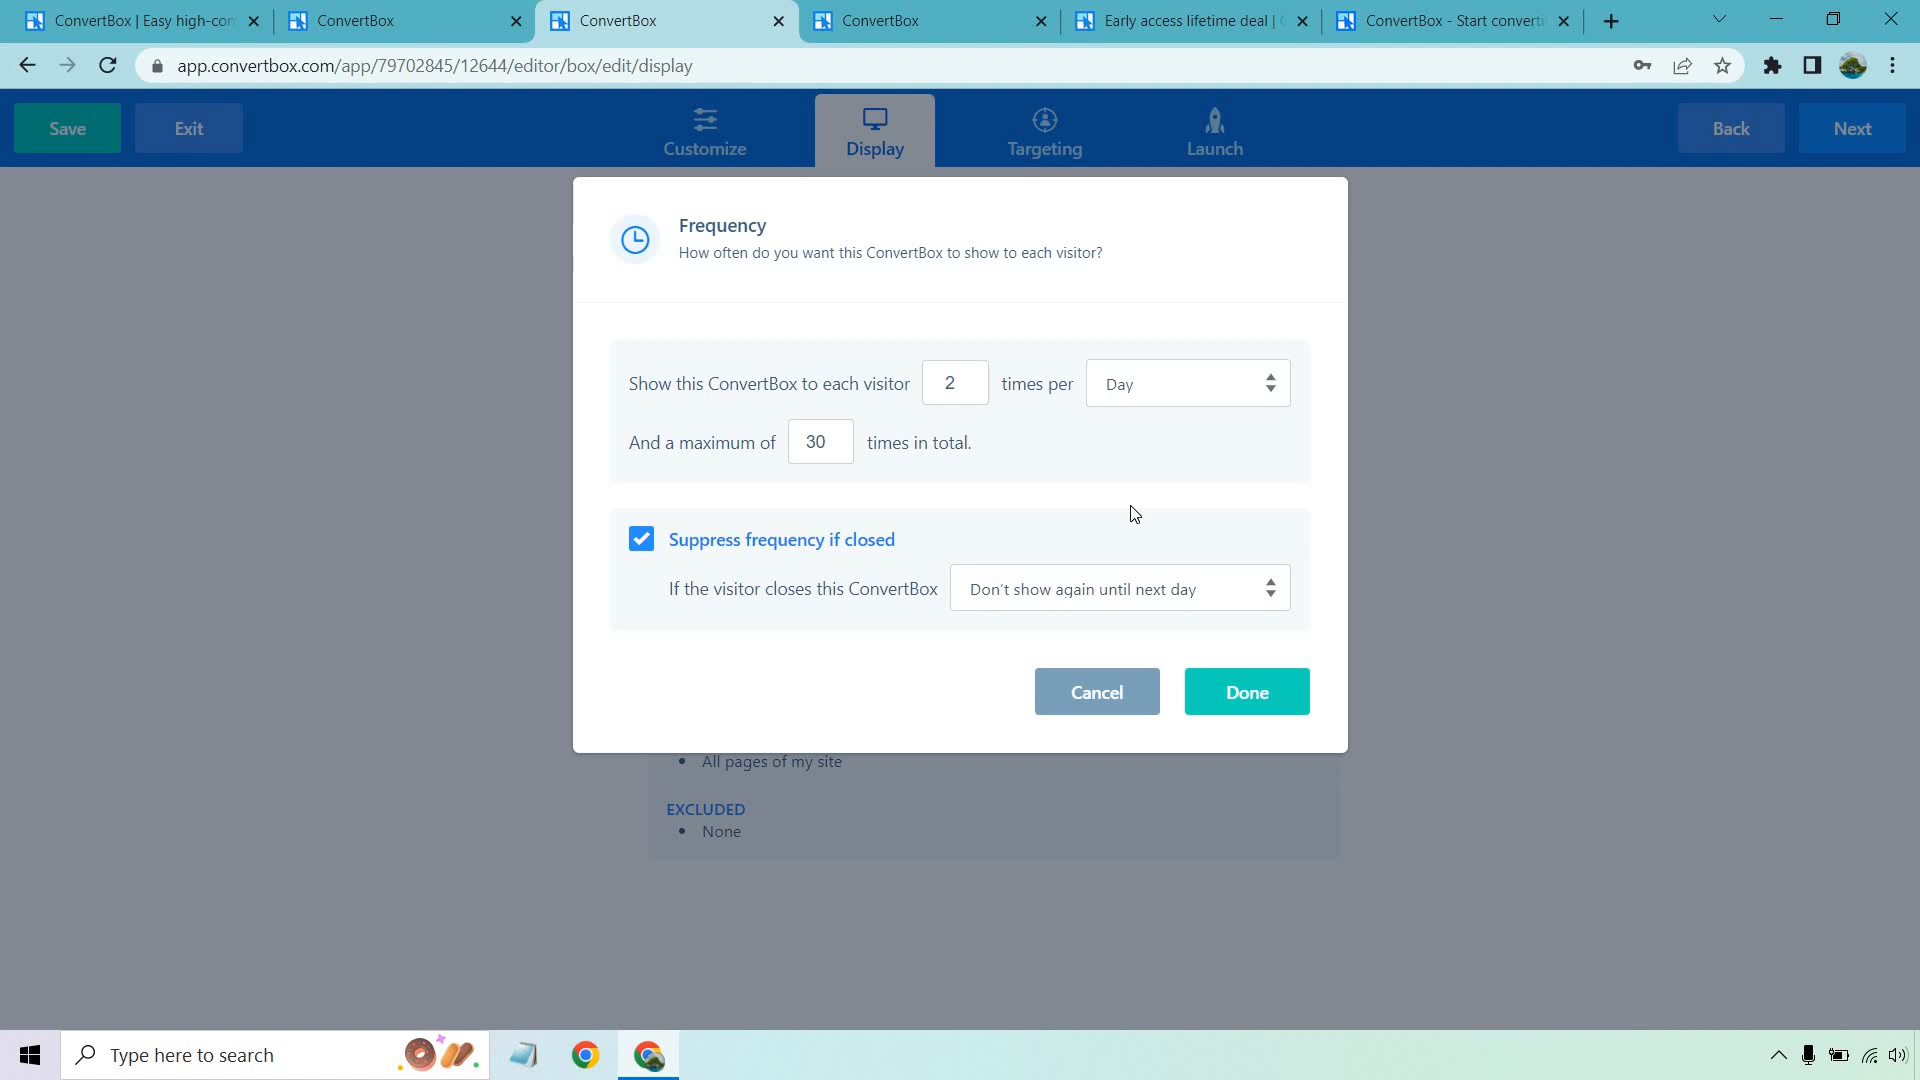 ConvertBox | Easy high-con
ConvertBox
ConvertBox
ConvertBox
Early access lifetime deal |
ConvertBox - Start converti
app.convertbox.com/app/79702845/12644/editor/box/edit/display
Save
Exit
Customize
Display
Targeting
Launch
Back
Next
Frequency
How often do you want this ConvertBox to show to each visitor?
Show this ConvertBox to each visitor 2 times per Day
And a maximum of 30 times in total.
Suppress frequency if closed
If the visitor closes this ConvertBox Don't show again until next day
Cancel
Done
All pages of my site
EXCLUDED
None
Type here to search